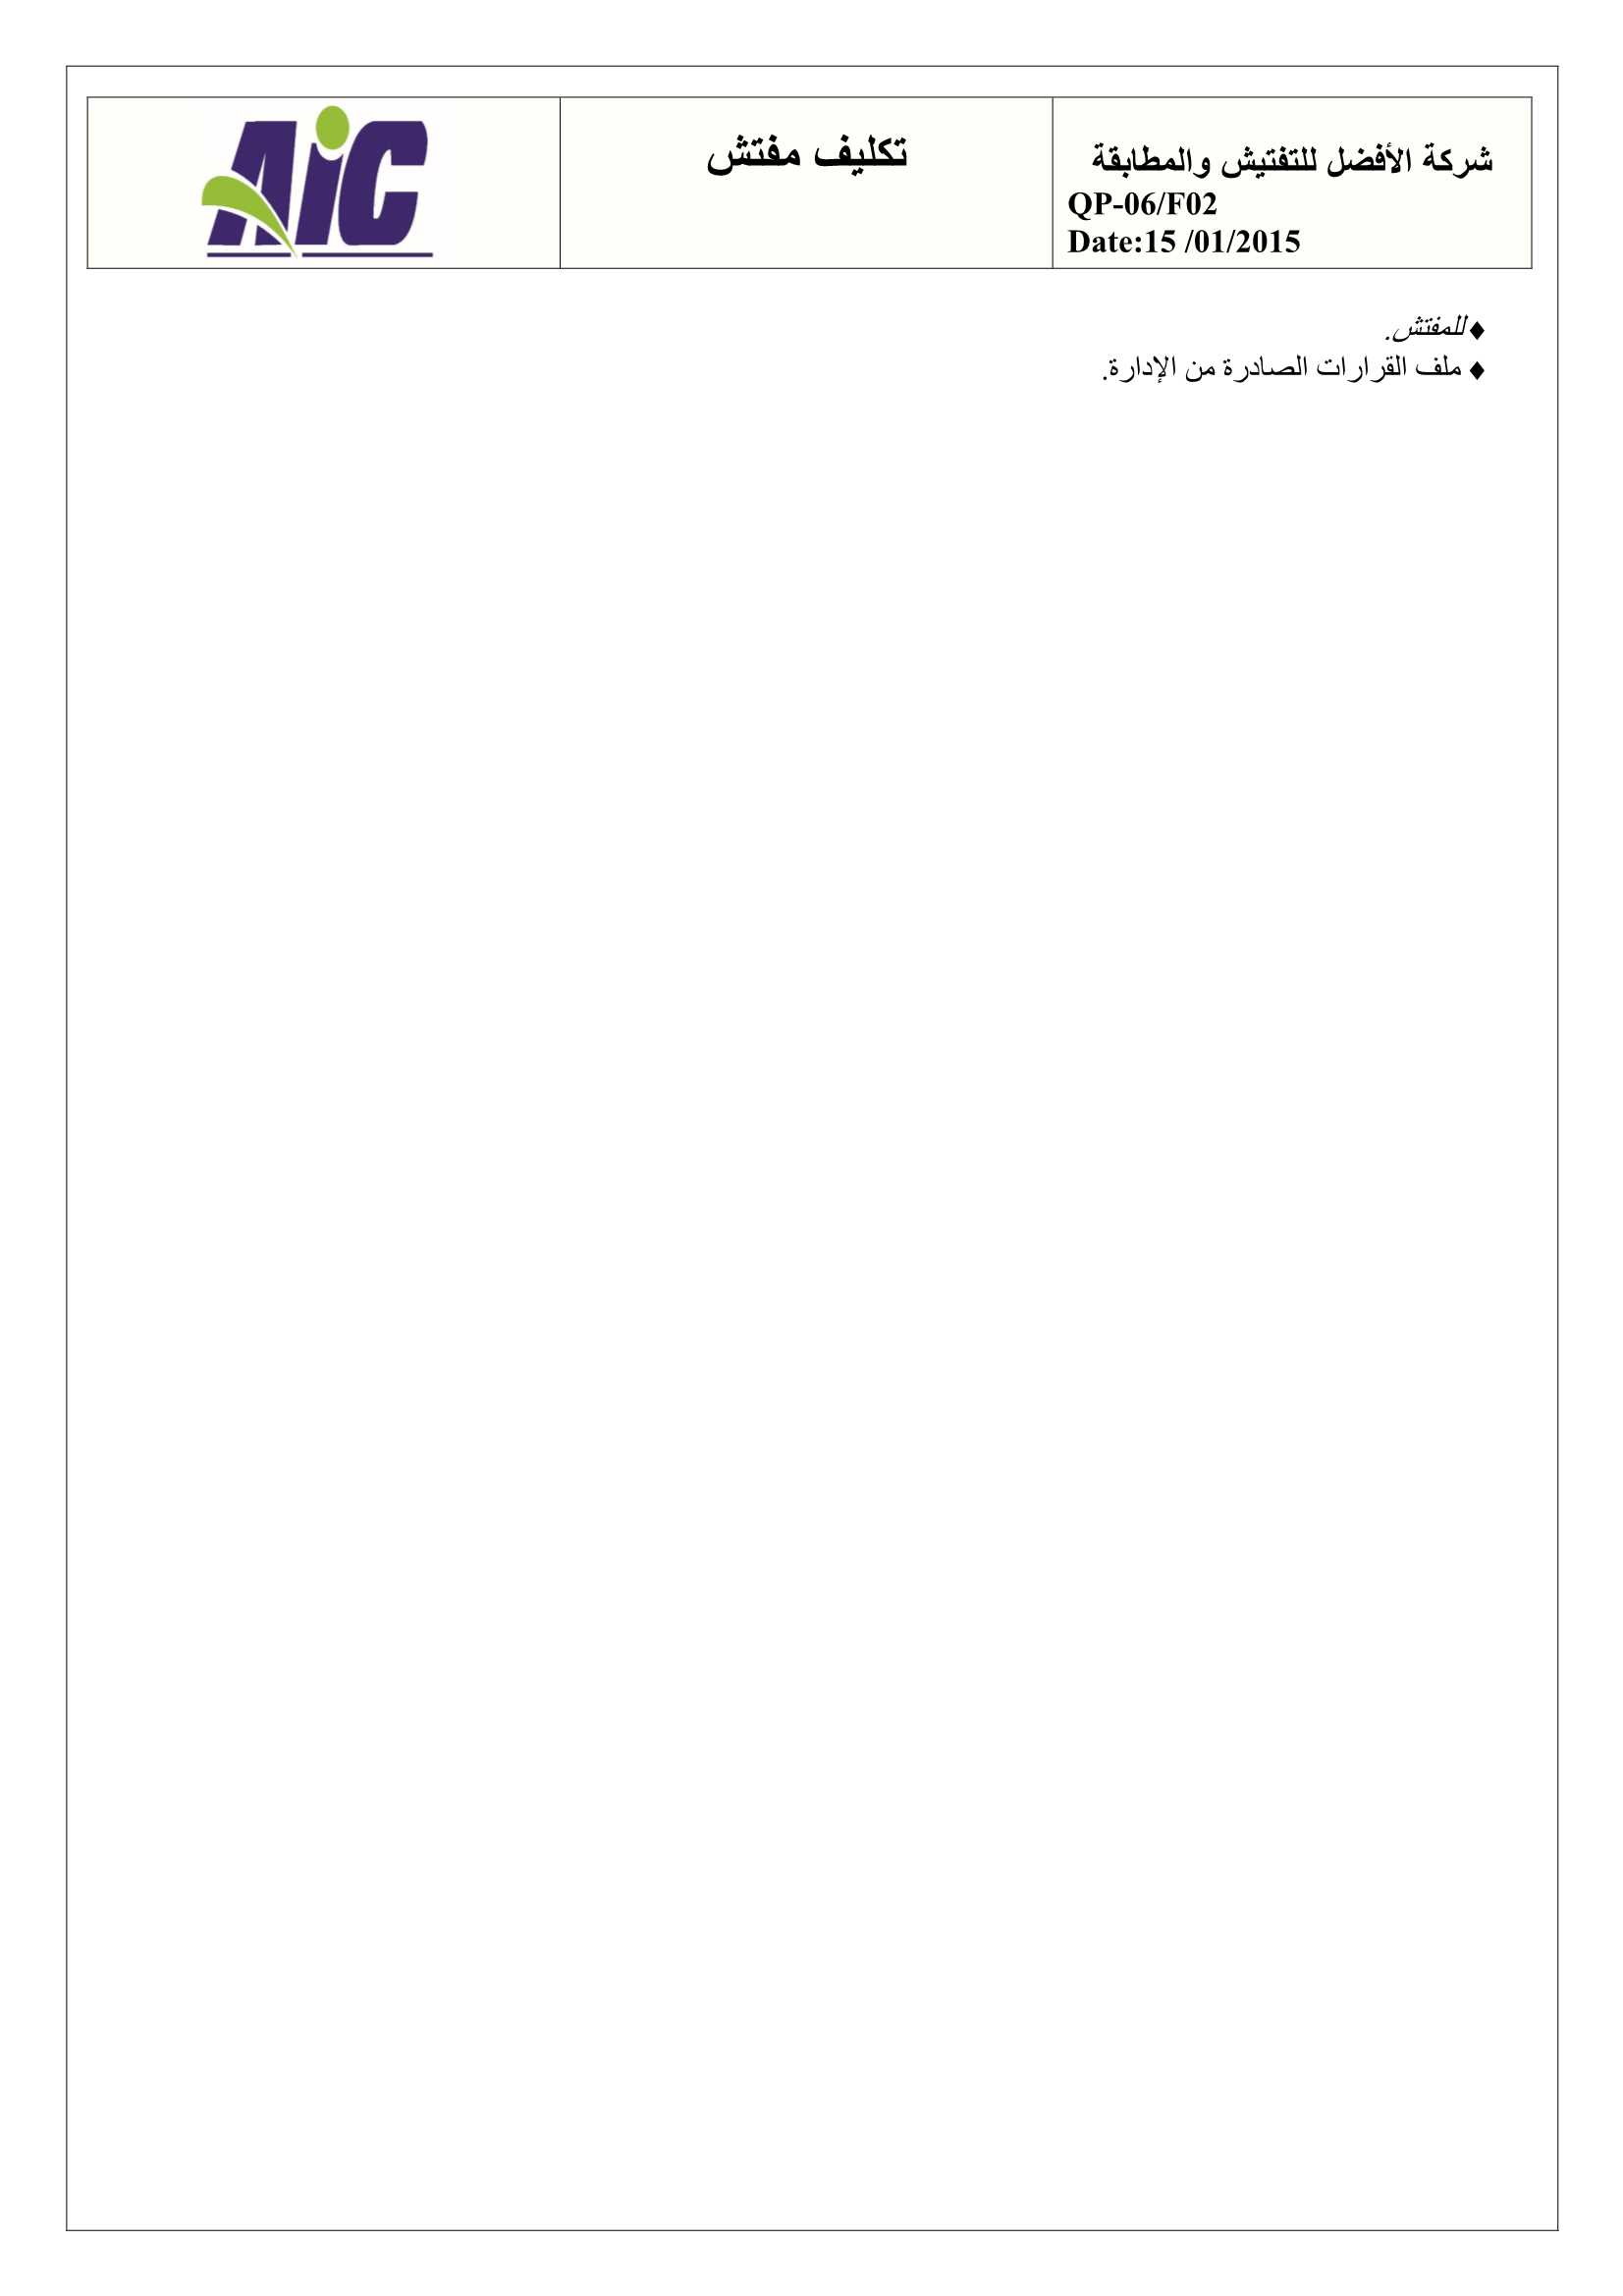 شركة الأفضل للتفتيش والمطابقة
QP-06/F02
Date:15 /01/2015
تكليف مفتش
AiC
♦ للمفتش.
♦ ملف القرارات الصادرة من الإدارة.